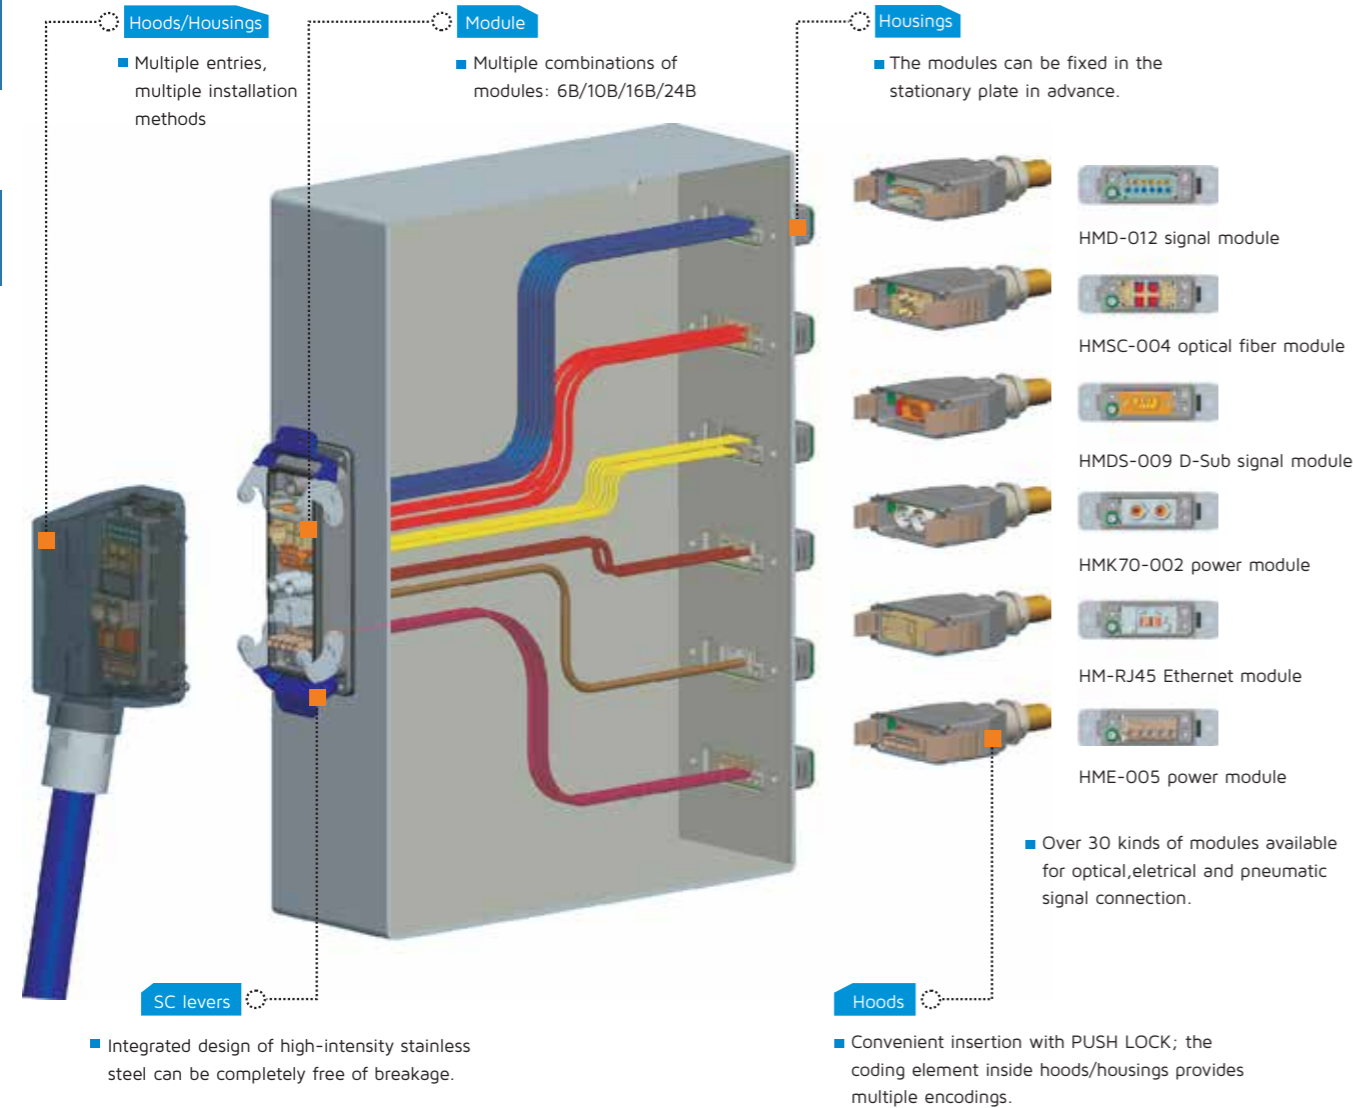 Hoods/Housings
Multiple entries,
multiple installation
methods
Module
Multiple combinations of
modules: 6B/10B/16B/24B
Housings
The modules can be fixed in the
stationary plate in advance.
HMD-012 signal module
HMSC-004 optical fiber module
HMDS-009 D-Sub signal module
HMK70-002 power module
HM-RJ45 Ethernet module
HME-005 power module
Over 30 kinds of modules available
for optical,eletrical and pneumatic
signal connection.
SC levers
Integrated design of high-intensity stainless
steel can be completely free of breakage.
Hoods
Convenient insertion with PUSH LOCK; the
coding element inside hoods/housings provides
multiple encodings.